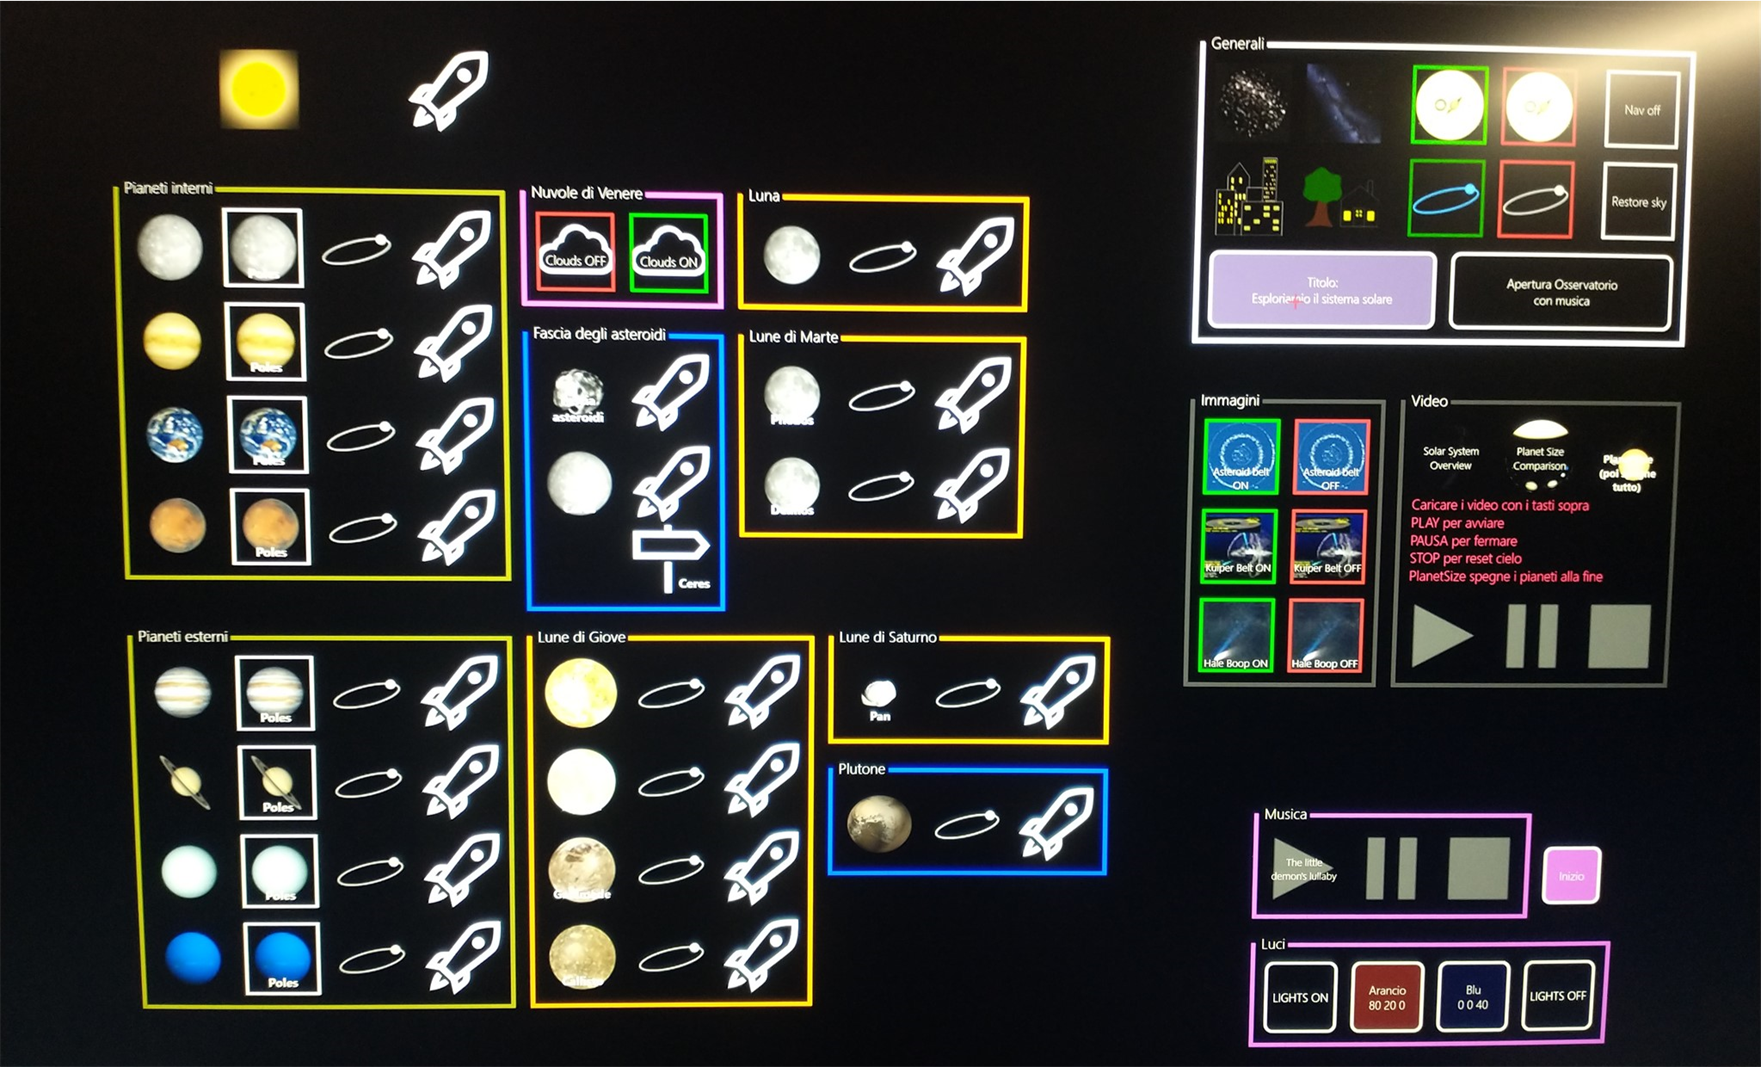 Generali
Nav off
Restore sky
Titolo:
Esploriamo il sistema solare
Apertura Osservatorio
con musica
Pianeti interni
Poles
Poles
Poles
Poles
Nuvole di Venere
Clouds OFF
Clouds ON
Luna
Fascia degli asteroidi
asteroidi
Ceres
Lune di Marte
Phobos
Deimos
Immagini
Asteroid belt
ON
Asteroid belt
OFF
Kuiper Belt ON
Kuiper Belt OFF
Hale Boop ON
Hale Boop OFF
Video
Solar System
Overview
Planet Size
Comparison
tutto)
Caricare i video con i tasti sopra
PLAY per avviare
PAUSA per fermare
STOP per reset cielo
PlanetSize spegne i pianeti alla fine
Pianeti esterni
Poles
Poles
Poles
Poles
Lune di Giove
Ganimede
Lune di Saturno
Pan
Plutone
Musica
The little
demon's lullaby
Inizio
Luci
LIGHTS ON
Arancio
80 20 0
Blu
0 0 40
LIGHTS OFF